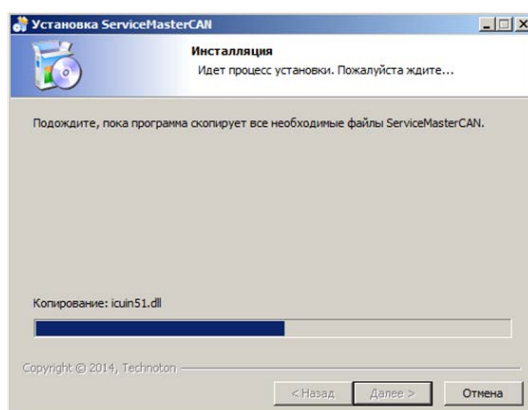 Установка ServiceMasterCAN
Инсталляция
Идет процесс установки. Пожалуйста ждите...
Подождите, пока программа скопирует все необходимые файлы ServiceMasterCAN.
Копирование: icuin51.dll
Copyright © 2014, Technoton
< Назад Далее > Отмена